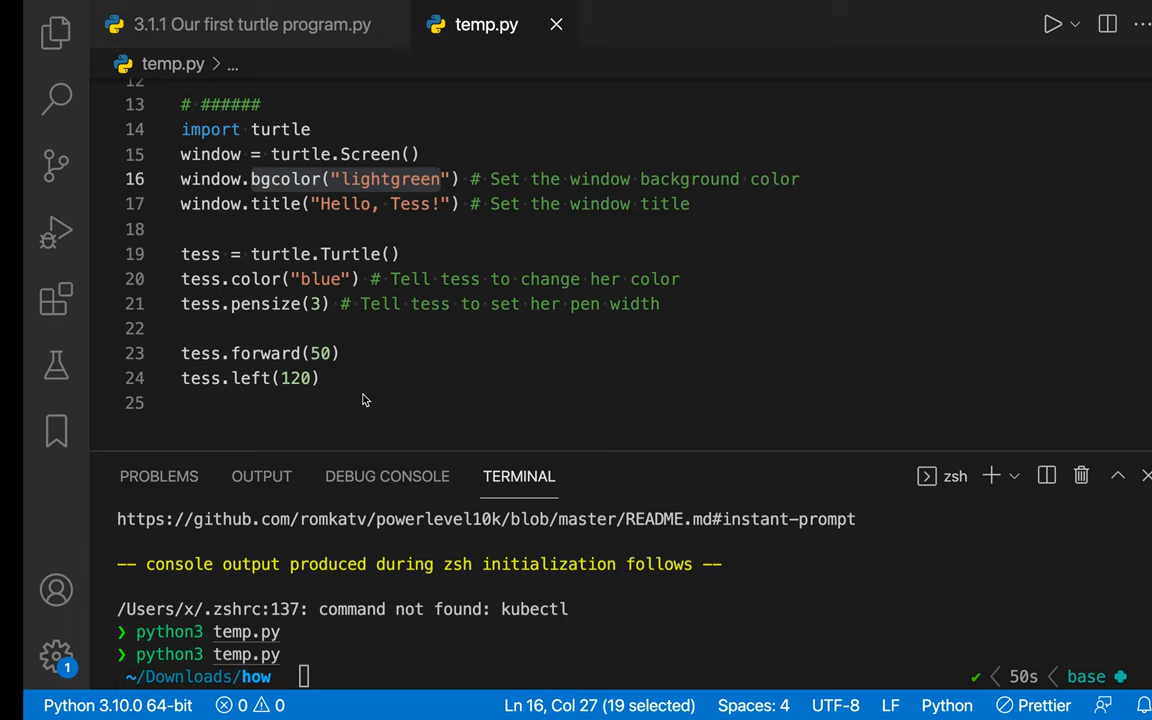 3.1.1 Our first turtle program.py
temp.py
temp.py > ...
12
13 # ######
14 import turtle
15 window = turtle.Screen()
16 window.bgcolor("lightgreen") # Set the window background color
17 window.title("Hello, Tess!") # Set the window title
18
19 tess = turtle.Turtle()
20 tess.color("blue") # Tell tess to change her color
21 tess.pensize(3) # Tell tess to set her pen width
22
23 tess.forward(50)
24 tess.left(120)
25
PROBLEMS OUTPUT DEBUG CONSOLE TERMINAL zsh
https://github.com/romkatv/powerlevel10k/blob/master/README.md#instant-prompt
-- console output produced during zsh initialization follows --
/Users/x/.zshrc:137: command not found: kubectl
❯ python3 temp.py
❯ python3 temp.py
~/Downloads/how ✔ < 50s < base
1
Python 3.10.0 64-bit 0 0 Ln 16, Col 27 (19 selected) Spaces: 4 UTF-8 LF Python Prettier